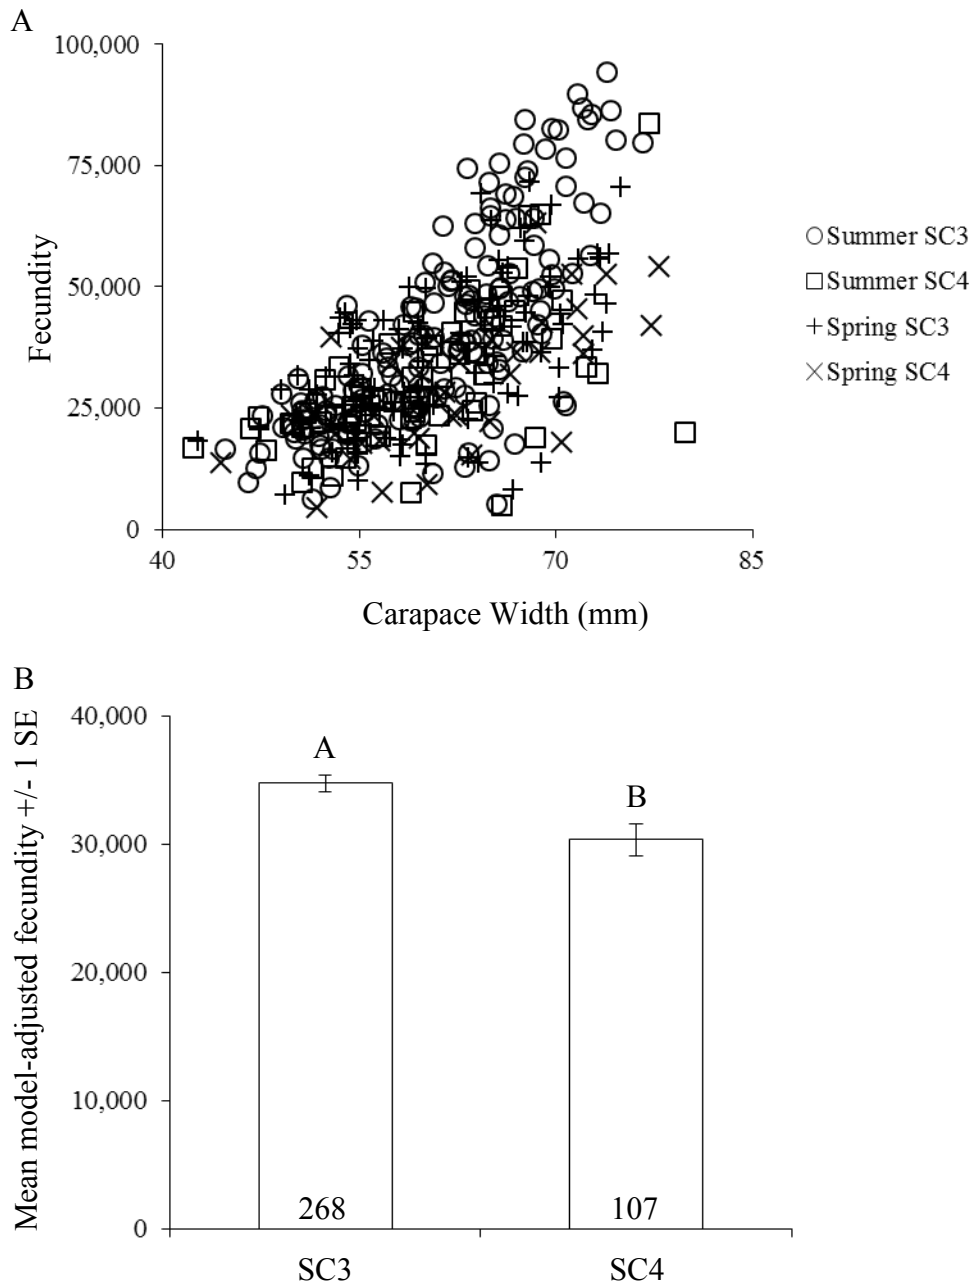 A
100,000
75,000
50,000
25,000
0
Fecundity
40 55 70 85
Carapace Width (mm)
Summer SC3
Summer SC4
Spring SC3
Spring SC4
B
Mean model-adjusted fecundity +/- 1 SE
40,000
30,000
20,000
10,000
0
A
B
268 107
SC3 SC4